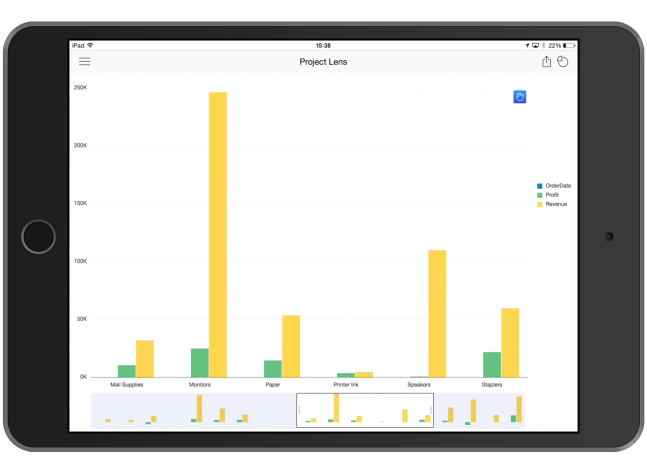 iPad 15:38 22%
Project Lens
250K
200K
150K
100K
50K
0K
OrderDate
Profit
Revenue
Mail Supplies Monitors Paper Printer Ink Speakers Staplers